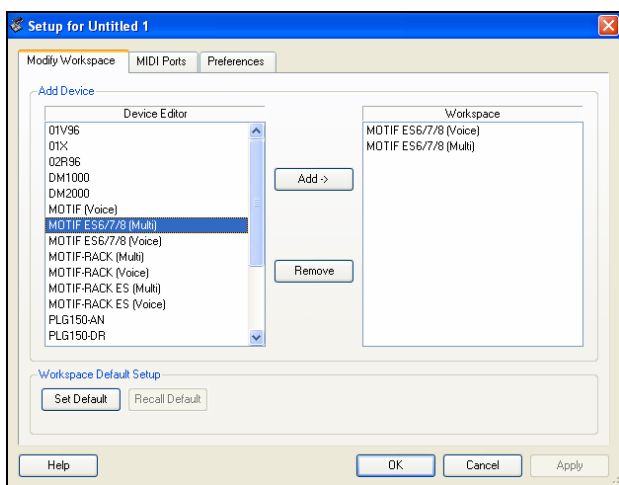 Setup for Untitled 1
Modify Workspace MIDI Ports Preferences
Add Device
Device Editor
01V96
01X
02R96
DM1000
DM2000
MOTIF (Voice)
MOTIF ES6/7/8 (Multi)
MOTIF ES6/7/8 (Voice)
MOTIF-RACK (Multi)
MOTIF-RACK (Voice)
MOTIF-RACK ES (Multi)
MOTIF-RACK ES (Voice)
PLG150-AN
PLG150-DR
Add ->
Remove
Workspace
MOTIF ES6/7/8 (Voice)
MOTIF ES6/7/8 (Multi)
Workspace Default Setup
Set Default Recall Default
Help OK Cancel Apply